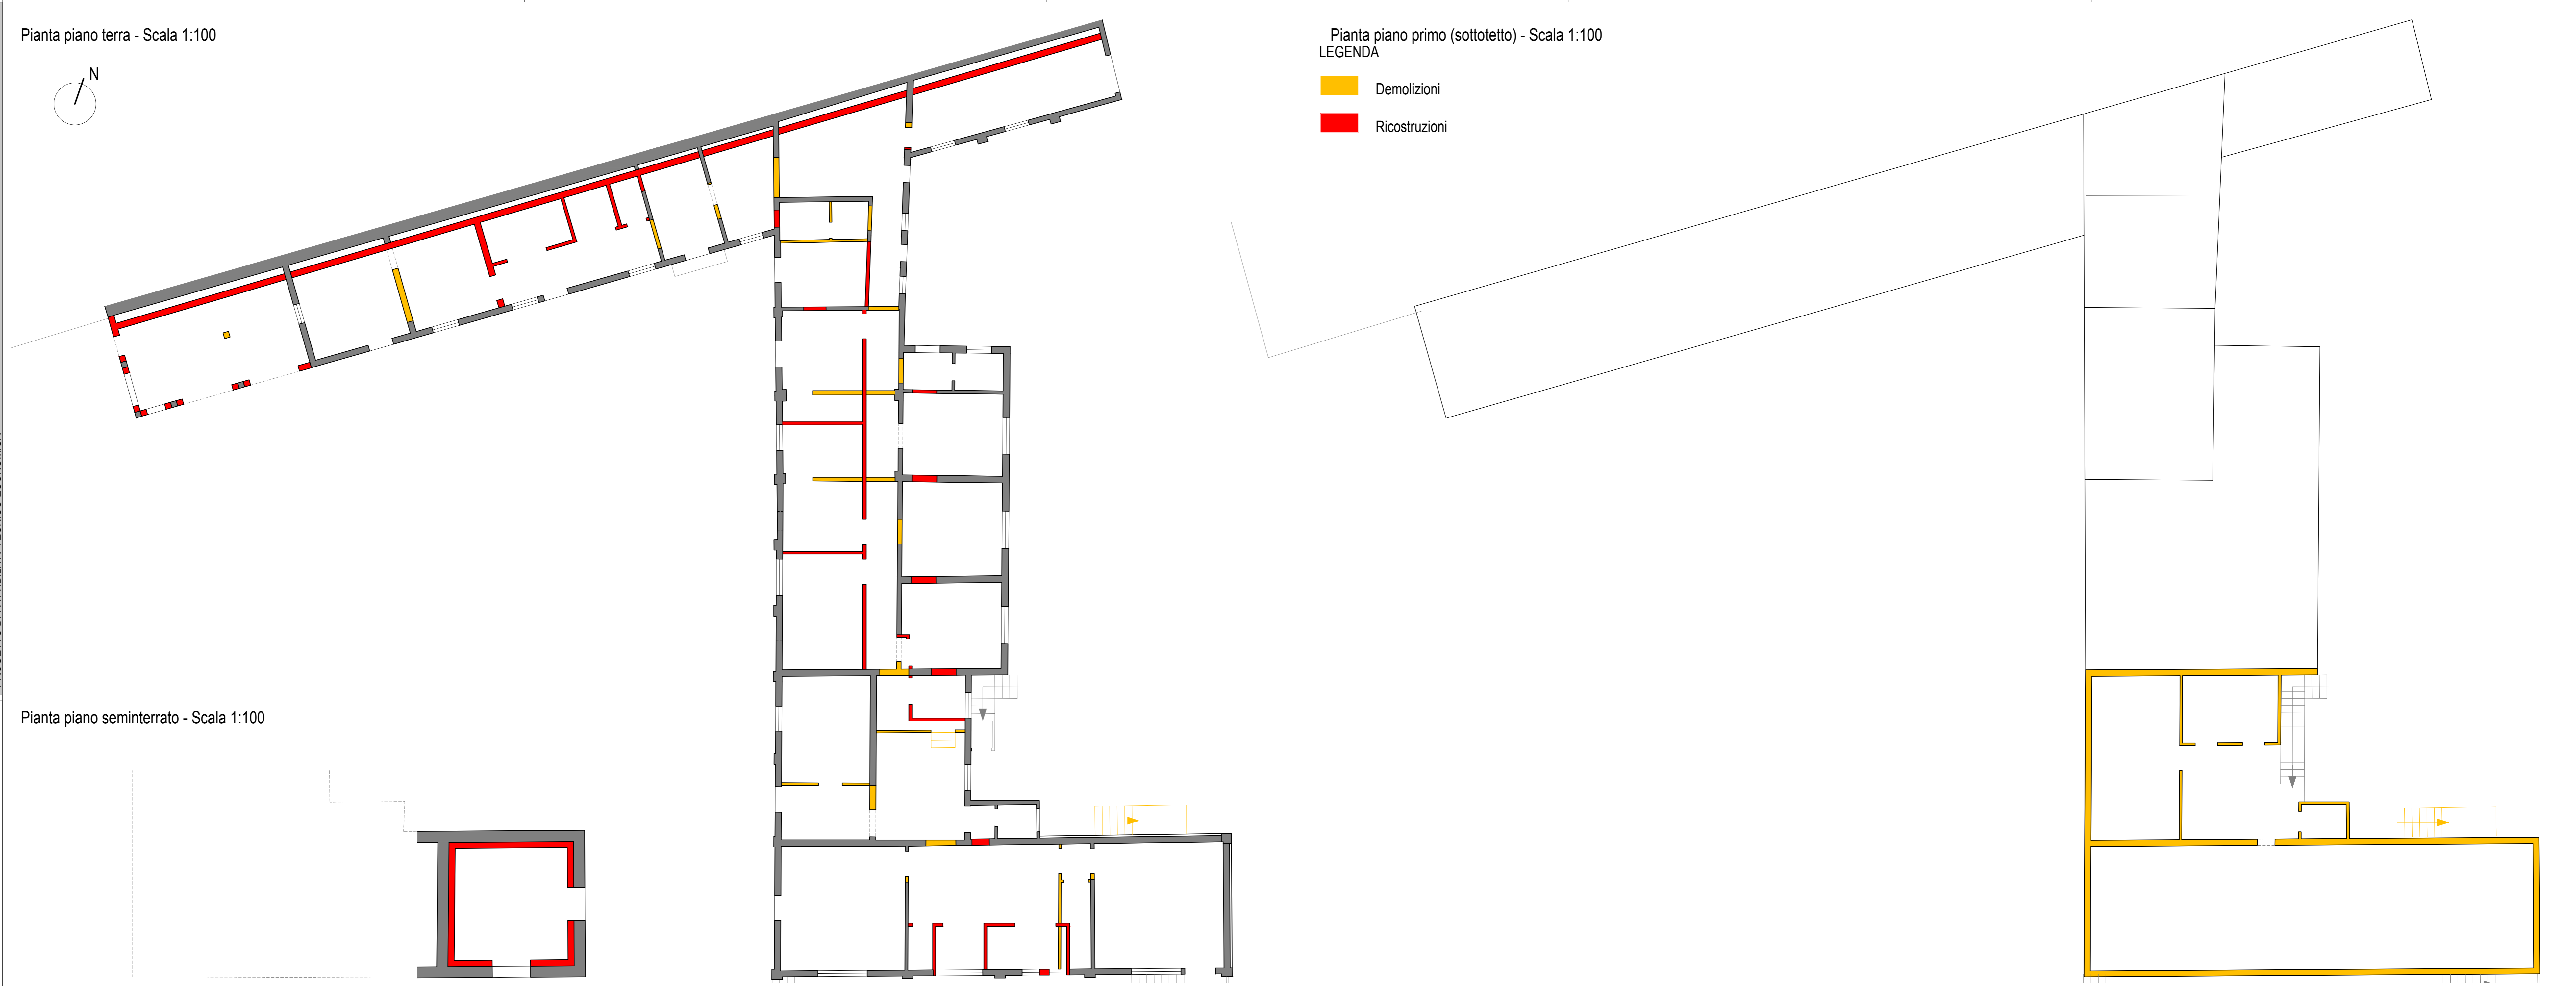 Pianta piano terra - Scala 1:100
N
Pianta piano primo (sottotetto) - Scala 1:100
LEGENDA
Demolizioni
Ricostruzioni
Pianta piano seminterrato - Scala 1:100